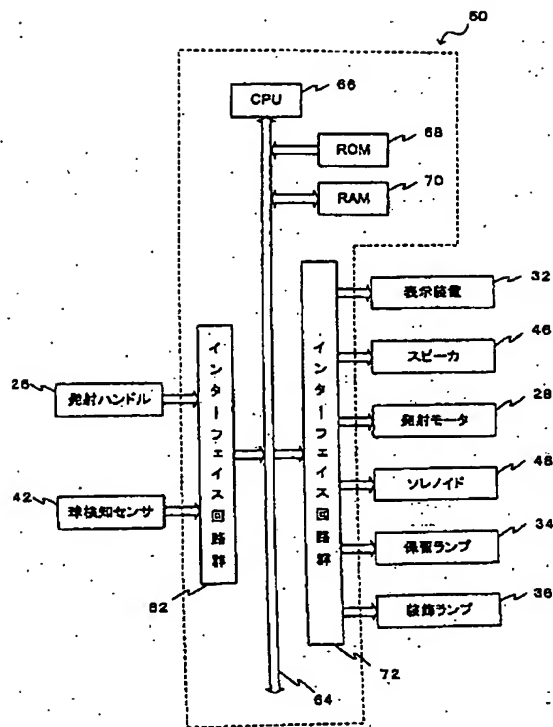 50
CPU
66
ROM
68
RAM
70
表示装置
32
スピーカ
46
26
発射ハンドル
インターフェイス回路群
インターフェイス回路群
発射モータ
28
ソレノイド
48
42
球検知センサ
保留ランプ
34
62
装飾ランプ
36
64
72